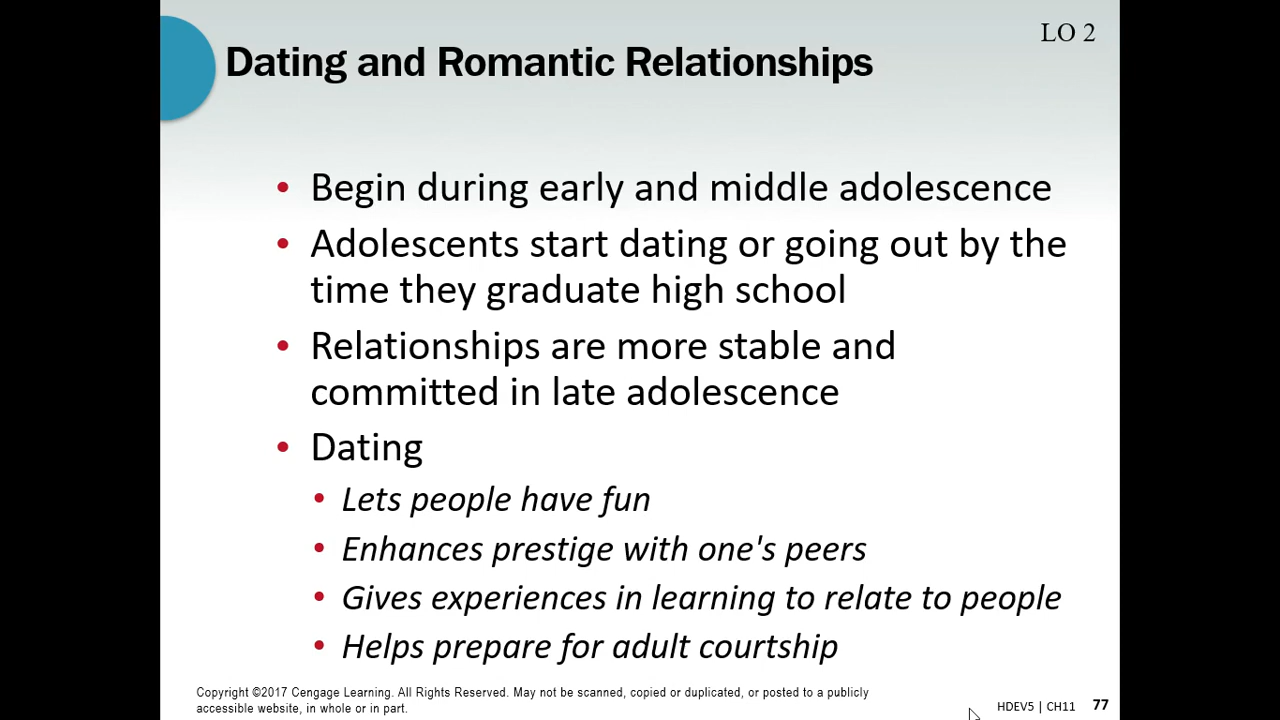 LO 2
Dating and Romantic Relationships
• Begin during early and middle adolescence
• Adolescents start dating or going out by the
time they graduate high school
• Relationships are more stable and
committed in late adolescence
• Dating
• Lets people have fun
• Enhances prestige with one's peers
• Gives experiences in learning to relate to people
• Helps prepare for adult courtship
Copyright ©2017 Cengage Learning. All Rights Reserved. May not be scanned, copied or duplicated, or posted to a publicly
accessible website, in whole or in part.
HDEV5 | CH11 77